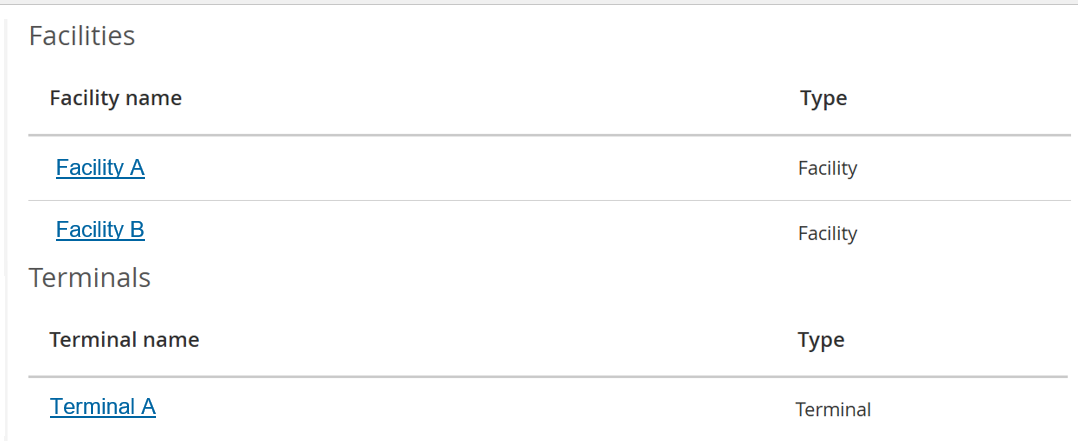 Facilities
Facility name Type
Facility A Facility
Facility B Facility
Terminals
Terminal name Type
Terminal A Terminal